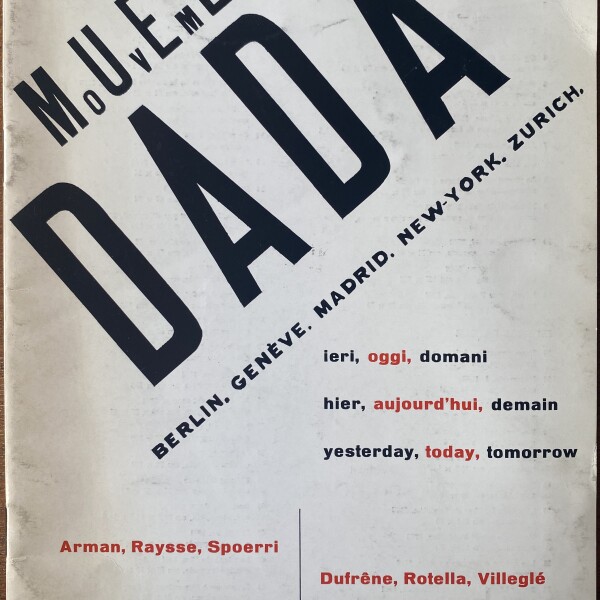 MOUVEME
DADA
BERLIN. GENÈVE. MADRID. NEW-YORK. ZURICH.
ieri, oggi, domani
hier, aujourd'hui, demain
yesterday, today, tomorrow
Arman, Raysse, Spoerri
Dufrêne, Rotella, Villeglé